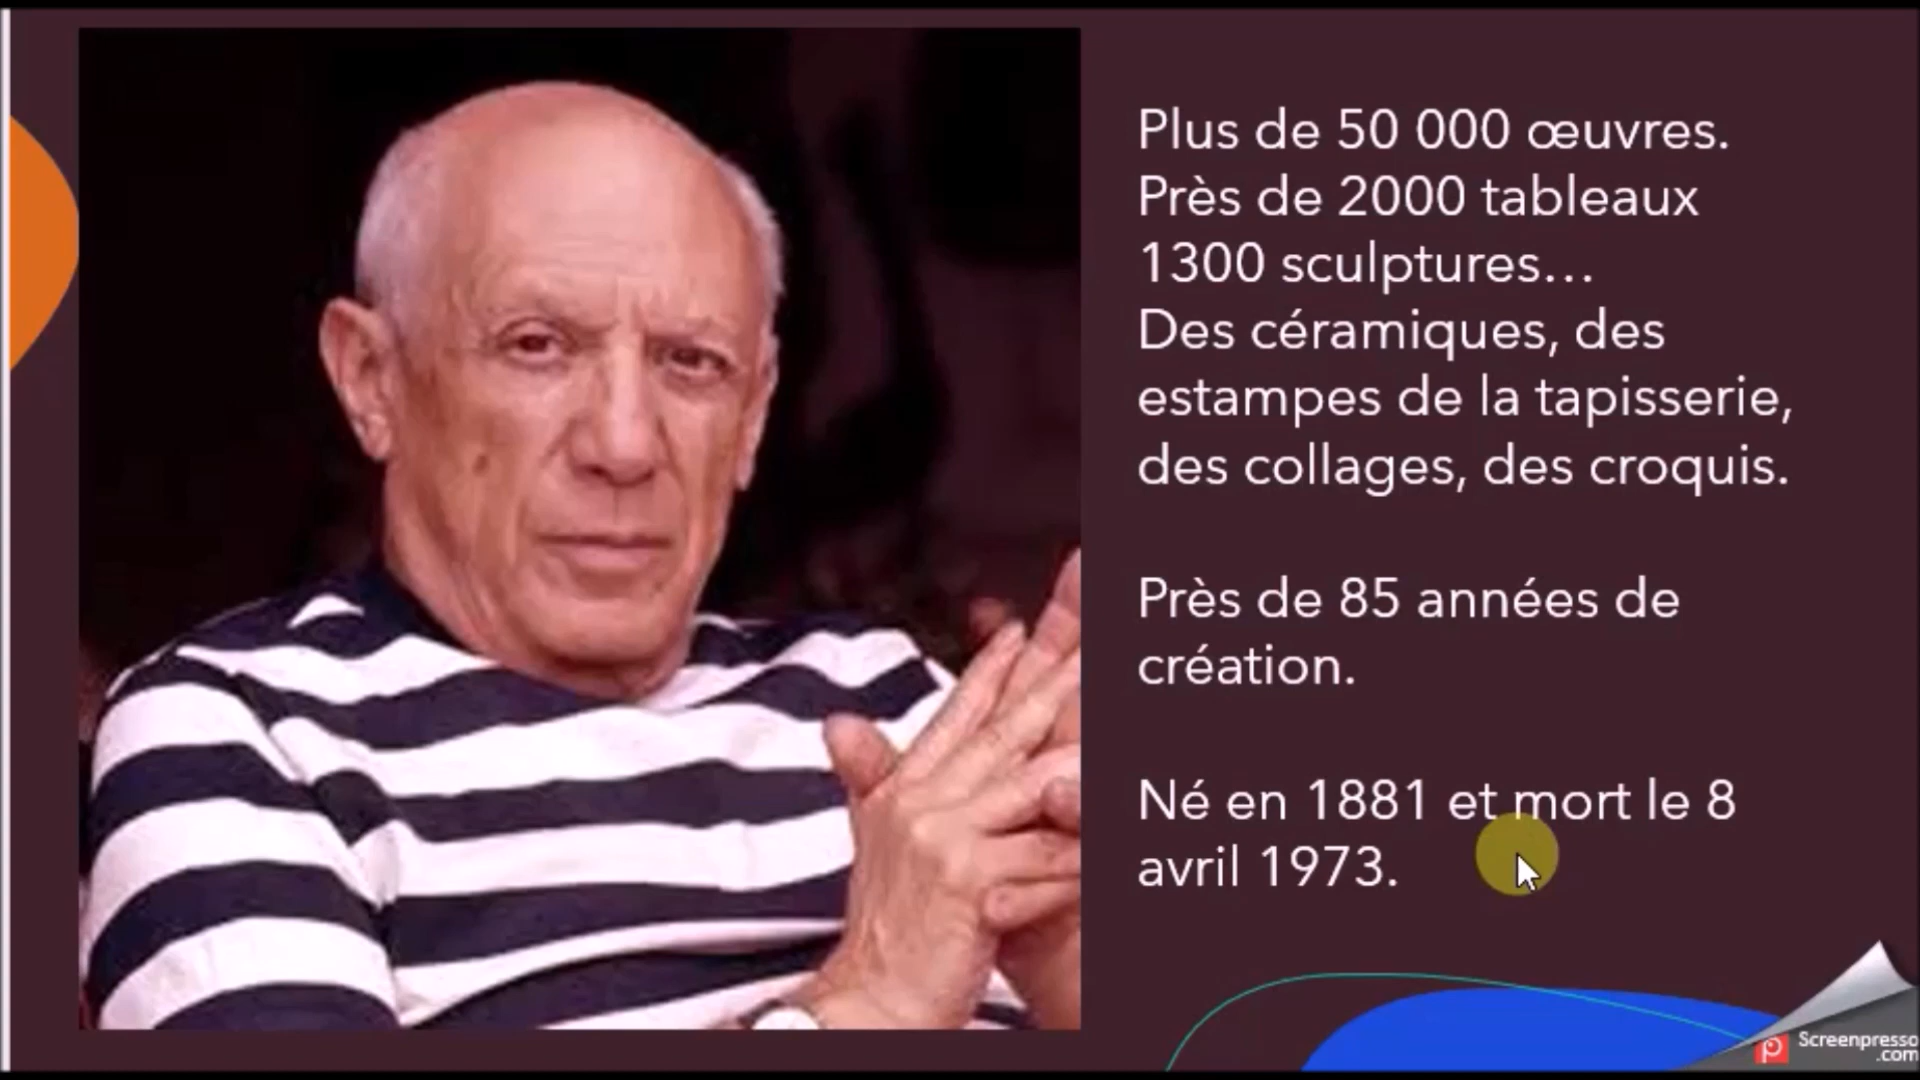 Plus de 50 000 œuvres.
Près de 2000 tableaux
1300 sculptures...
Des céramiques, des
estampes de la tapisserie,
des collages, des croquis.
Près de 85 années de
création.
Né en 1881 et mort le 8
avril 1973.
Screenpresso
.com